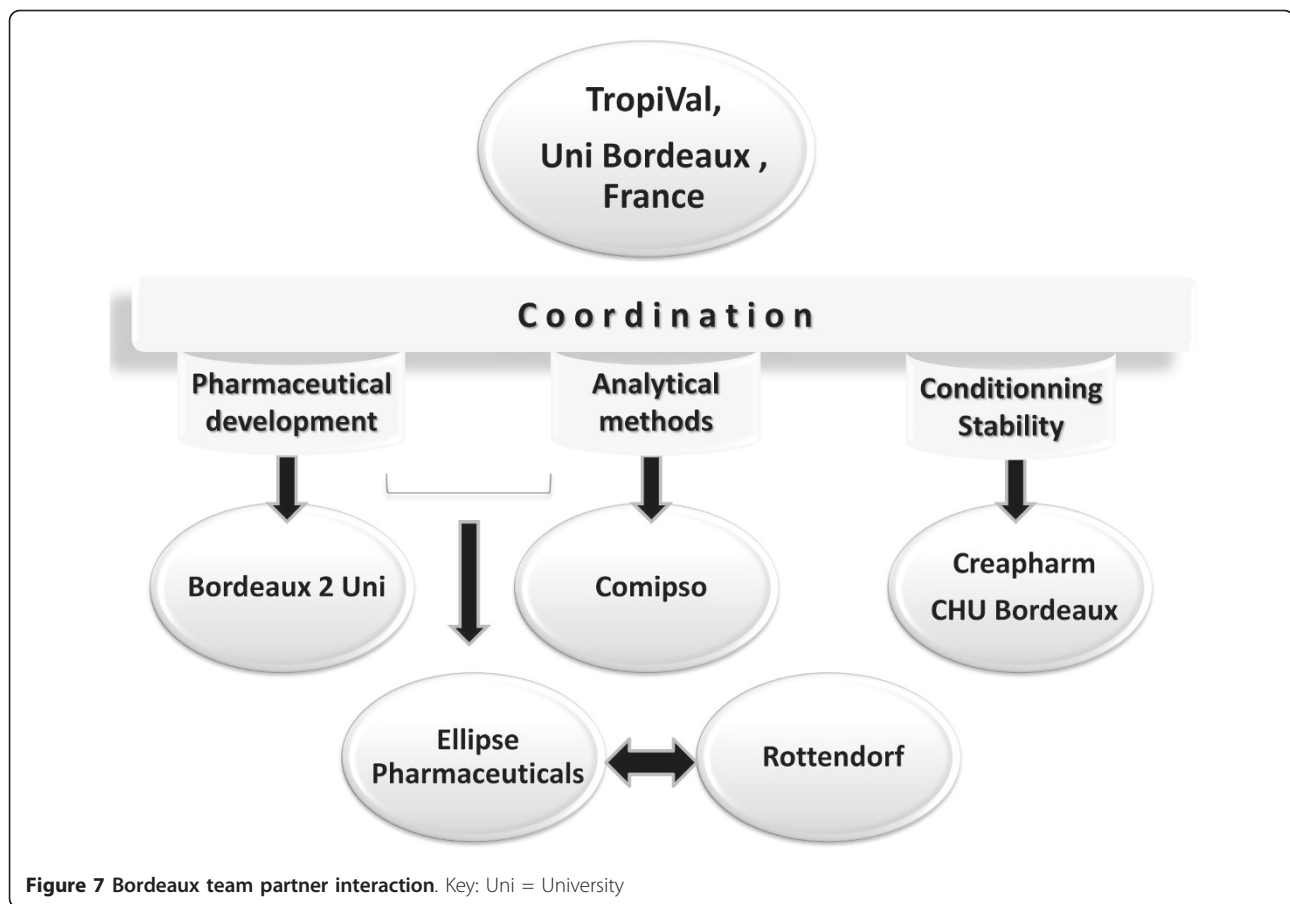 TropiVal,
Uni Bordeaux ,
France
Coordination
Pharmaceutical
development
Analytical
methods
Conditionning
Stability
Bordeaux 2 Uni
Comipso
Creapharm
CHU Bordeaux
Ellipse
Pharmaceuticals
Rottendorf
Figure 7 Bordeaux team partner interaction. Key: Uni = University